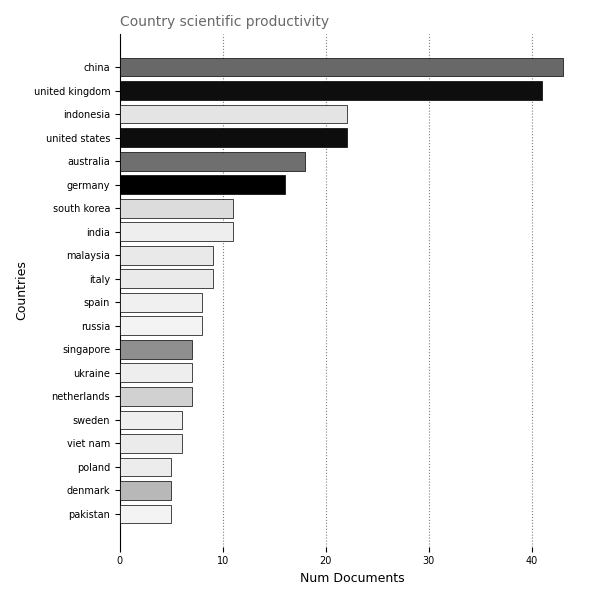 Country scientific productivity
china
united kingdom
indonesia
united states
australia
germany
south korea
india
malaysia
italy
spain
russia
singapore
ukraine
netherlands
sweden
viet nam
poland
denmark
pakistan
Countries
0 10 20 30 40
Num Documents